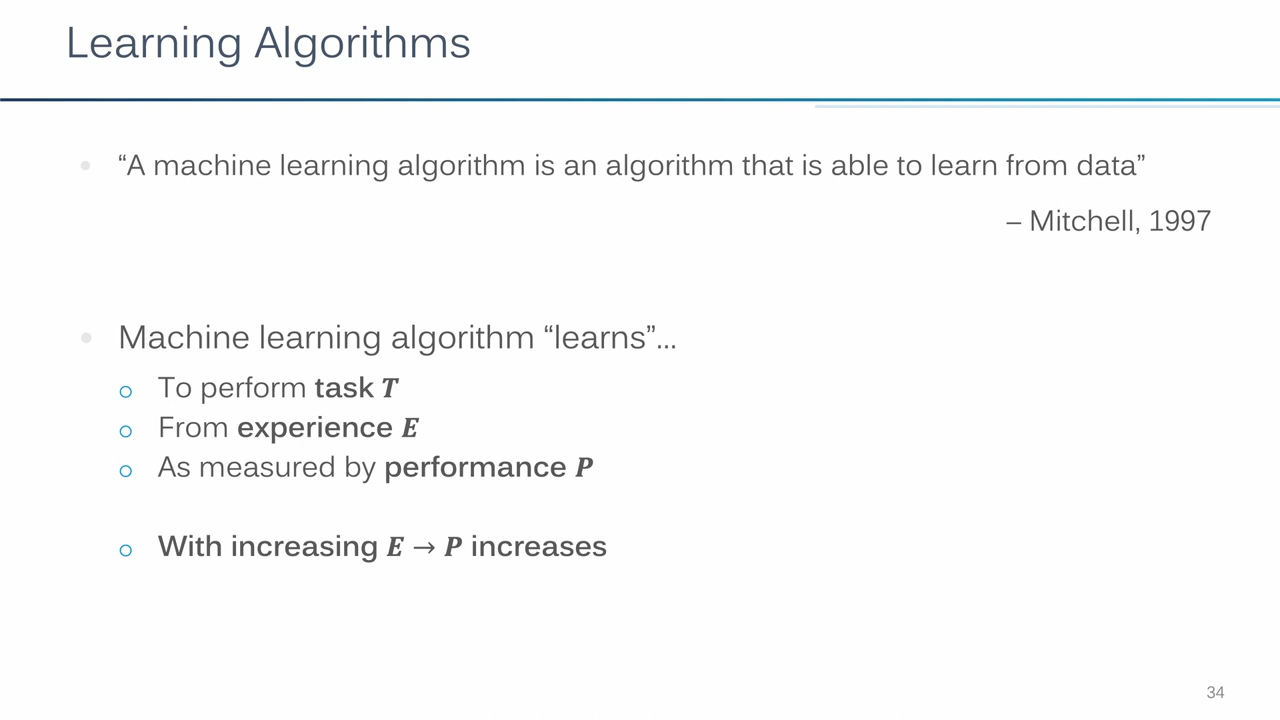 Learning Algorithms
• “A machine learning algorithm is an algorithm that is able to learn from data”
– Mitchell, 1997
• Machine learning algorithm “learns”...
o To perform task T
o From experience E
o As measured by performance P
o With increasing E → P increases
34